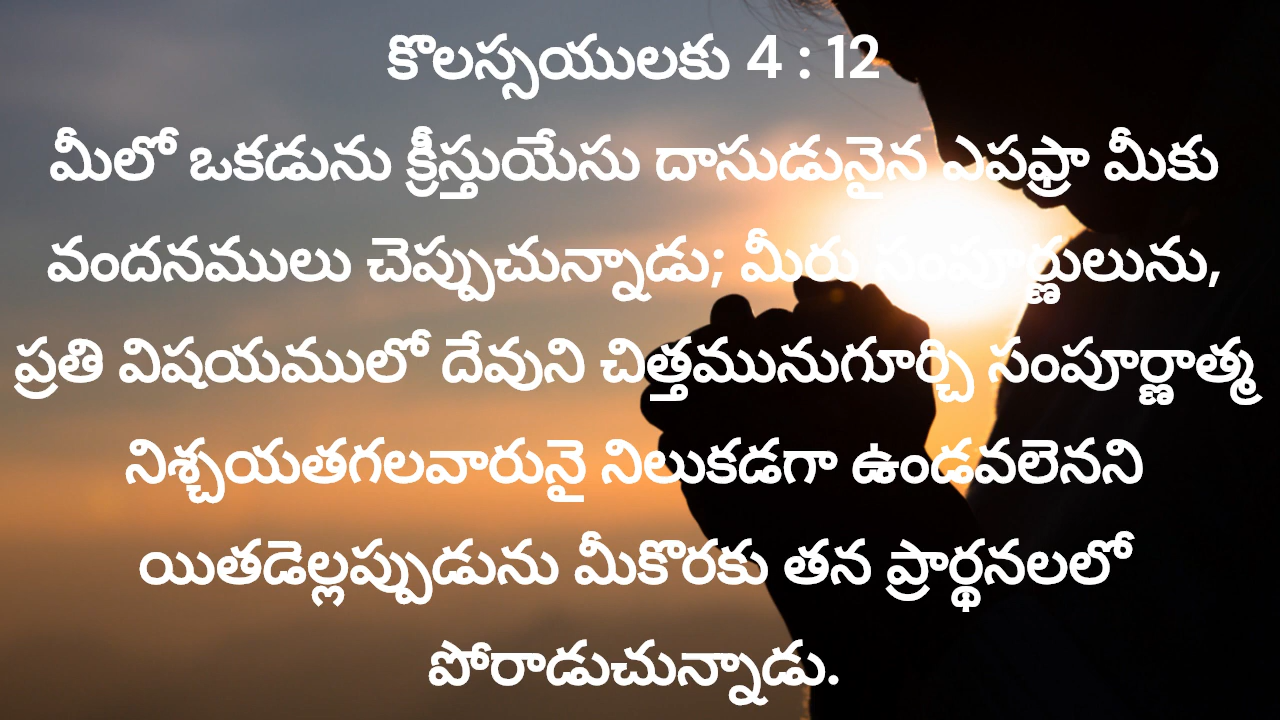 కొలస్సయులకు 4 : 12
మీలో ఒకడును క్రీస్తుయేసు దాసుడునైన ఎపఫ్రా మీకు
వందనములు చెప్పుచున్నాడు; మీరు సంపూర్ణులును,
ప్రతి విషయములో దేవుని చిత్తమునుగూర్చి సంపూర్ణాత్మ
నిశ్చయతగలవారునై నిలుకడగా ఉండవలెనని
యితడెల్లప్పుడును మీకొరకు తన ప్రార్థనలలో
పోరాడుచున్నాడు.